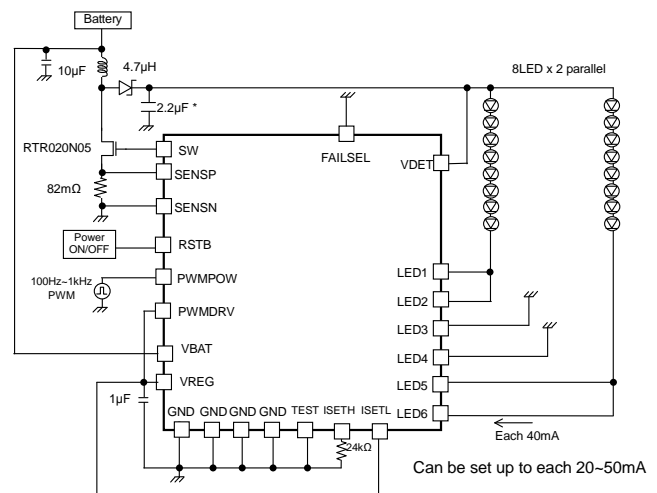 Battery
10µF
4.7µH
2.2µF *
8LED x 2 parallel
RTR020N05
SW
FAILSEL
VDET
SENSP
82mΩ
SENSN
Power
ON/OFF
RSTB
100Hz~1kHz
PWM
PWMPOW
PWMDRV
VBAT
VREG
1µF
LED1
LED2
LED3
LED4
LED5
LED6
GND GND GND GND TEST ISETH ISETL
24kΩ
Each 40mA
Can be set up to each 20~50mA